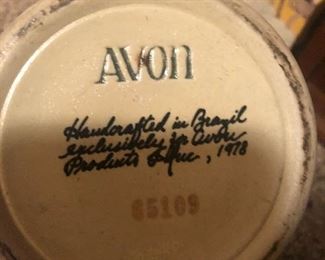 AVON
Handcrafted in Brazil
exclusively for Avon
Products Inc., 1978
65109